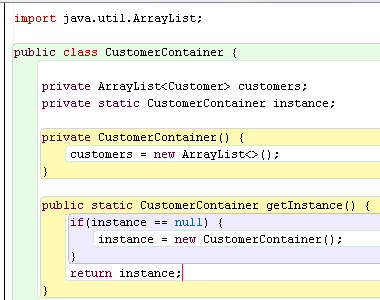 import java.util.ArrayList;
public class CustomerContainer {
private ArrayList<Customer> customers;
private static CustomerContainer instance;
private CustomerContainer() {
customers = new ArrayList<>();
}
public static CustomerContainer getInstance() {
if(instance == null) {
instance = new CustomerContainer();
}
return instance;
}